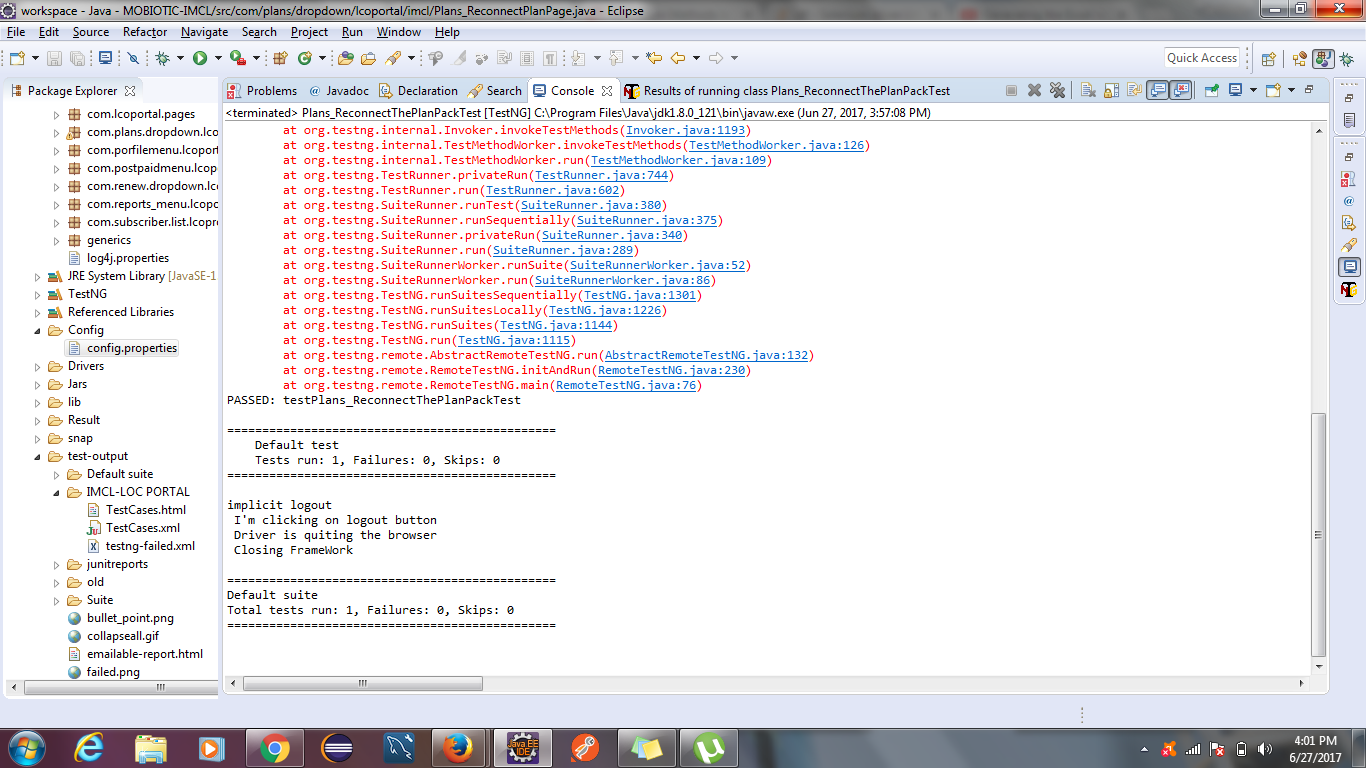 workspace - Java - MOBIOTIC-IMCL/src/com/plans/dropdown/lcoportal/imcl/Plans_ReconnectPlanPage.java - Eclipse
File Edit Source Refactor Navigate Search Project Run Window Help
Quick Access
Package Explorer
com.lcoportal.pages
com.plans.dropdown.lco
com.porfilemenu.lcoport
com.postpaidmenu.lcop
com.renew.dropdown.lco
com.reports_menu.lcopor
com.subscriber.list.lcopro
generics
log4j.properties
JRE System Library [JavaSE-1
TestNG
Referenced Libraries
Config
config.properties
Drivers
Jars
lib
Result
snap
test-output
Default suite
IMCL-LOC PORTAL
TestCases.html
TestCases.xml
testng-failed.xml
junitreports
old
Suite
bullet_point.png
collapseall.gif
emailable-report.html
failed.png
Problems @ Javadoc Declaration Search Console Results of running class Plans_ReconnectThePlanPackTest
<terminated> Plans_ReconnectThePlanPackTest [TestNG] C:\Program Files\Java\jdk1.8.0_121\bin\javaw.exe (Jun 27, 2017, 3:57:08 PM)
at org.testng.internal.Invoker.invokeTestMethods(Invoker.java:1193)
at org.testng.internal.TestMethodWorker.invokeTestMethods(TestMethodWorker.java:126)
at org.testng.internal.TestMethodWorker.run(TestMethodWorker.java:109)
at org.testng.TestRunner.privateRun(TestRunner.java:744)
at org.testng.TestRunner.run(TestRunner.java:602)
at org.testng.SuiteRunner.runTest(SuiteRunner.java:380)
at org.testng.SuiteRunner.runSequentially(SuiteRunner.java:375)
at org.testng.SuiteRunner.privateRun(SuiteRunner.java:340)
at org.testng.SuiteRunner.run(SuiteRunner.java:289)
at org.testng.SuiteRunnerWorker.runSuite(SuiteRunnerWorker.java:52)
at org.testng.SuiteRunnerWorker.run(SuiteRunnerWorker.java:86)
at org.testng.TestNG.runSuitesSequentially(TestNG.java:1301)
at org.testng.TestNG.runSuitesLocally(TestNG.java:1226)
at org.testng.TestNG.runSuites(TestNG.java:1144)
at org.testng.TestNG.run(TestNG.java:1115)
at org.testng.remote.AbstractRemoteTestNG.run(AbstractRemoteTestNG.java:132)
at org.testng.remote.RemoteTestNG.initAndRun(RemoteTestNG.java:230)
at org.testng.remote.RemoteTestNG.main(RemoteTestNG.java:76)
PASSED: testPlans_ReconnectThePlanPackTest
===============================================
Default test
Tests run: 1, Failures: 0, Skips: 0
===============================================
implicit logout
I'm clicking on logout button
Driver is quiting the browser
Closing FrameWork
===============================================
Default suite
Total tests run: 1, Failures: 0, Skips: 0
===============================================
Java EE IDE
4:01 PM
6/27/2017